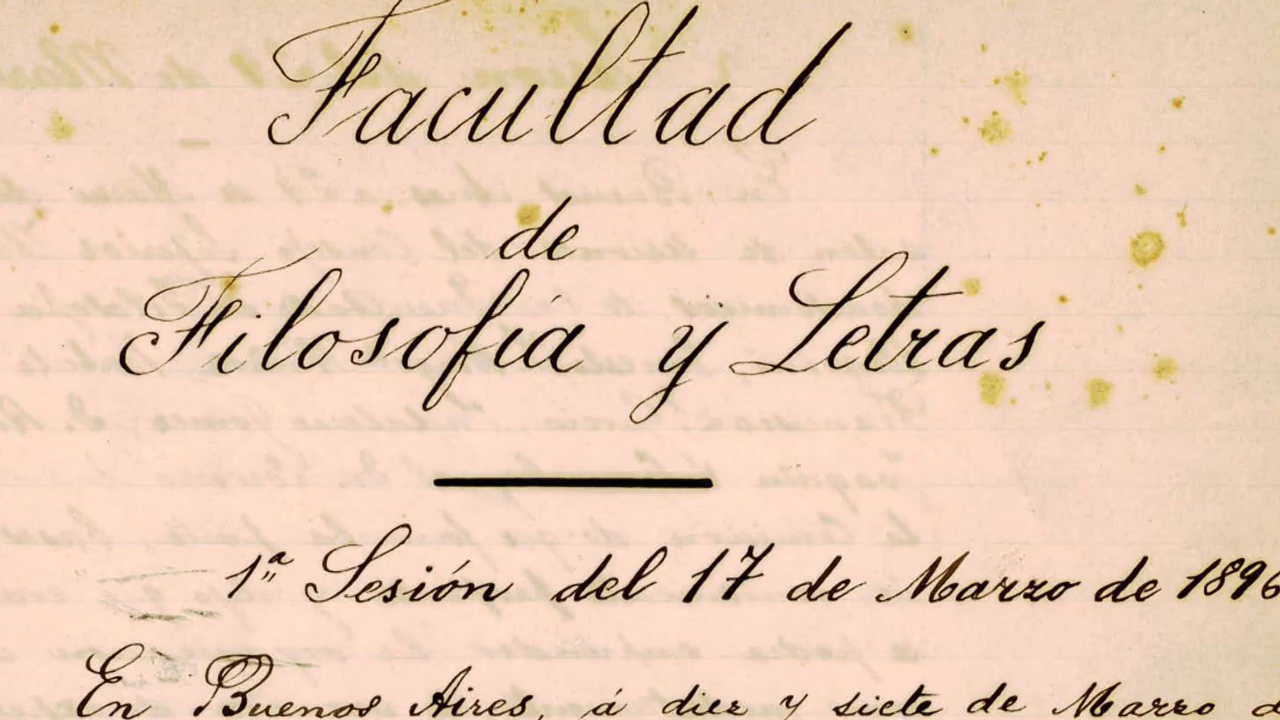 Facultad
de
Filosofía y Letras
1ª Sesión del 17 de Marzo de 1896
En Buenos Aires, á diez y siete de Marzo